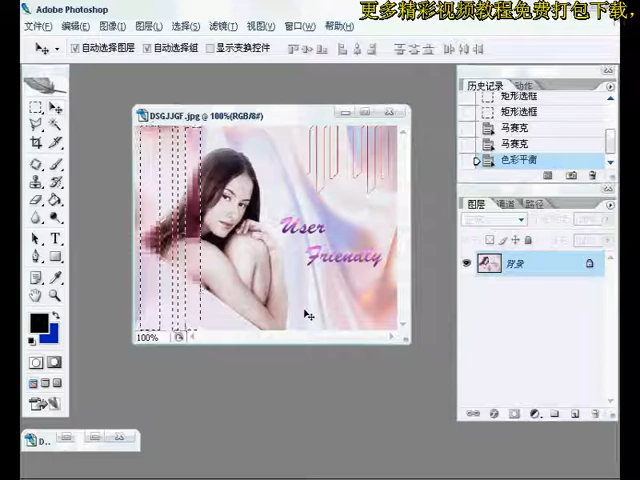 Adobe Photoshop
更多精彩视频教程免费打包下载,
文件(F) 编辑(E) 图像(I) 图层(L) 选择(S) 滤镜(T) 视图(V) 窗口(W) 帮助(H)
自动选择图层 自动选择组 显示变换控件
历史记录 动作
矩形选框
矩形选框
马赛克
马赛克
色彩平衡
DSGJJGF.jpg @ 100%(RGB/8#)
User
Friendly
100%
图层 通道 路径
正常
背景
D..